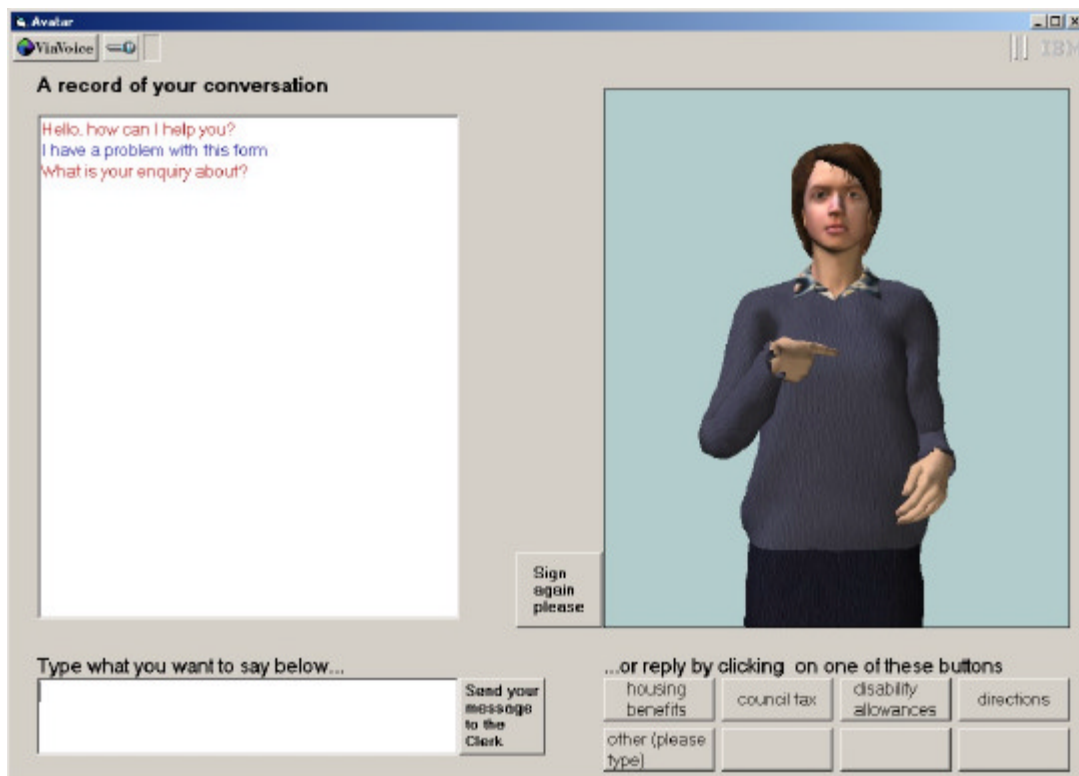 Avatar
ViaVoice
IBM
A record of your conversation
Hello, how can I help you?
I have a problem with this form
What is your enquiry about?
Sign
again
please
Type what you want to say below...
Send your
message
to the
Clerk
...or reply by clicking on one of these buttons
housing
benefits
council tax
disability
allowances
directions
other (please
type)